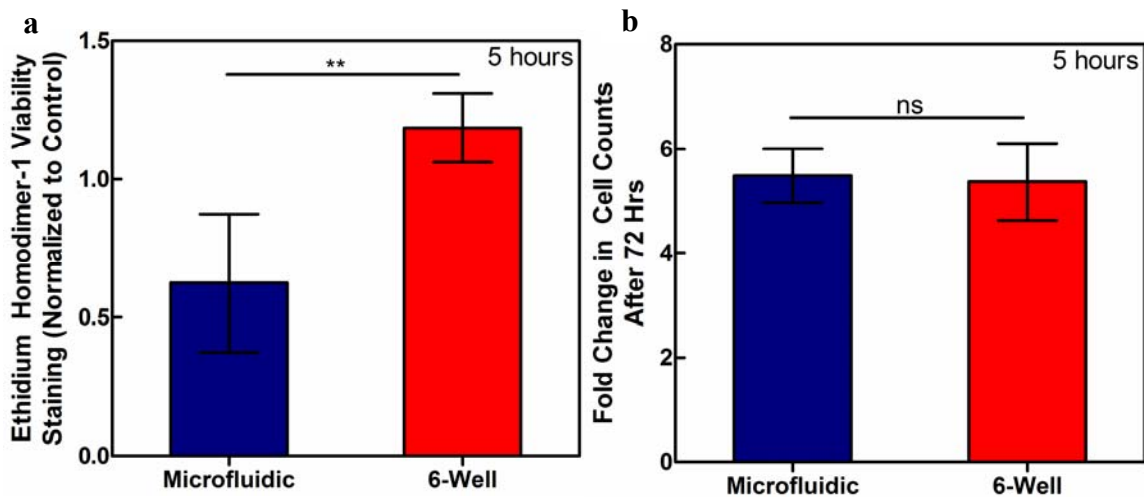 a
Ethidium Homodimer-1 Viability
Staining (Normalized to Control)
1.5
1.0
0.5
0.0
5 hours
**
Microfluidic
6-Well
b
Fold Change in Cell Counts
After 72 Hrs
8
6
4
2
0
5 hours
ns
Microfluidic
6-Well